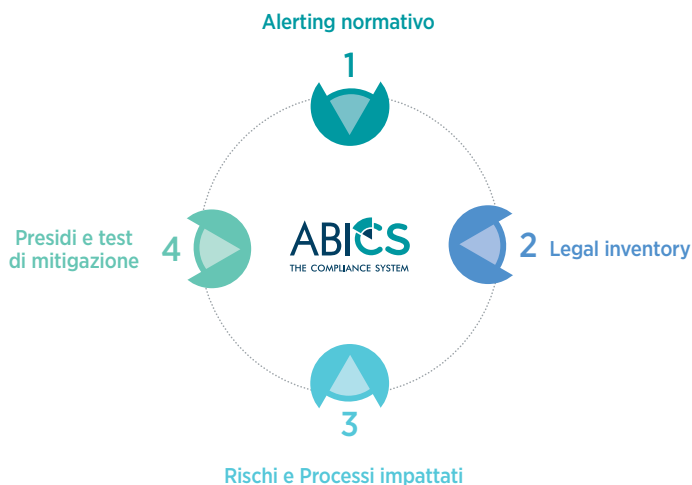 Alerting normativo
1
ABICS
THE COMPLIANCE SYSTEM
Presidi e test
di mitigazione
4
2
Legal inventory
3
Rischi e Processi impattati